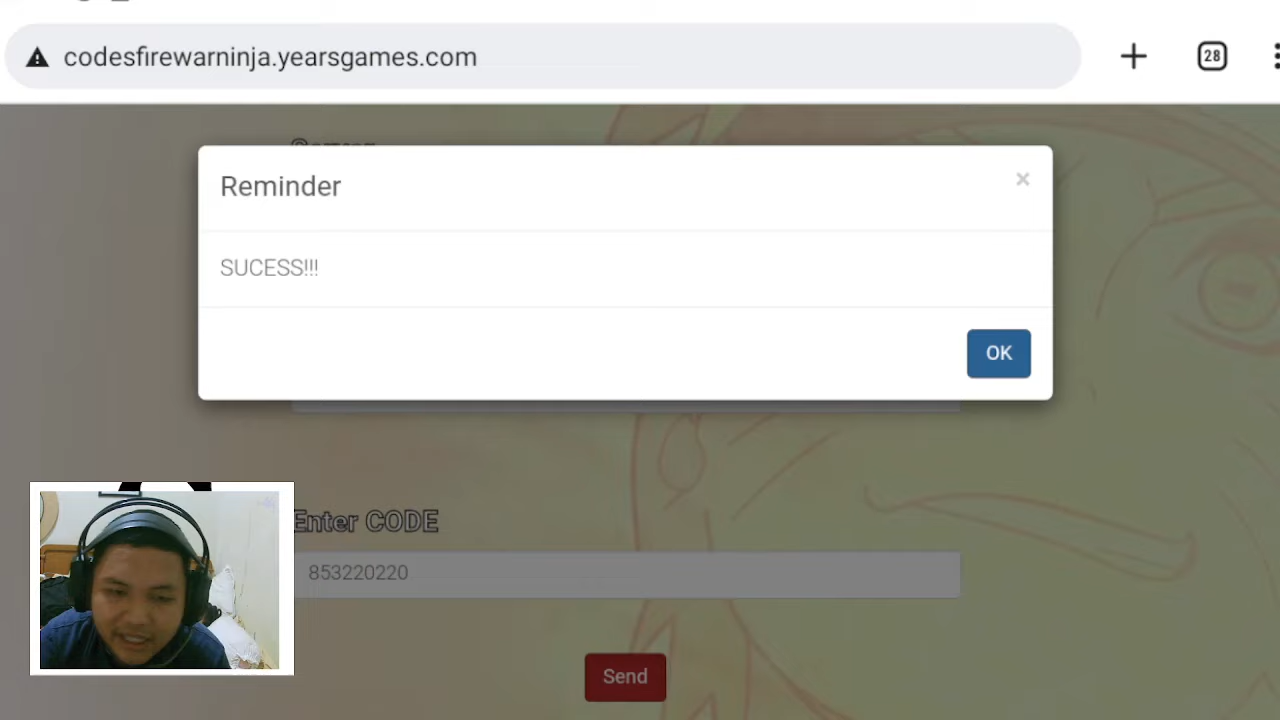 codesfirewarninja.yearsgames.com
28
Reminder
×
SUCESS!!!
OK
Enter CODE
853220220
Send